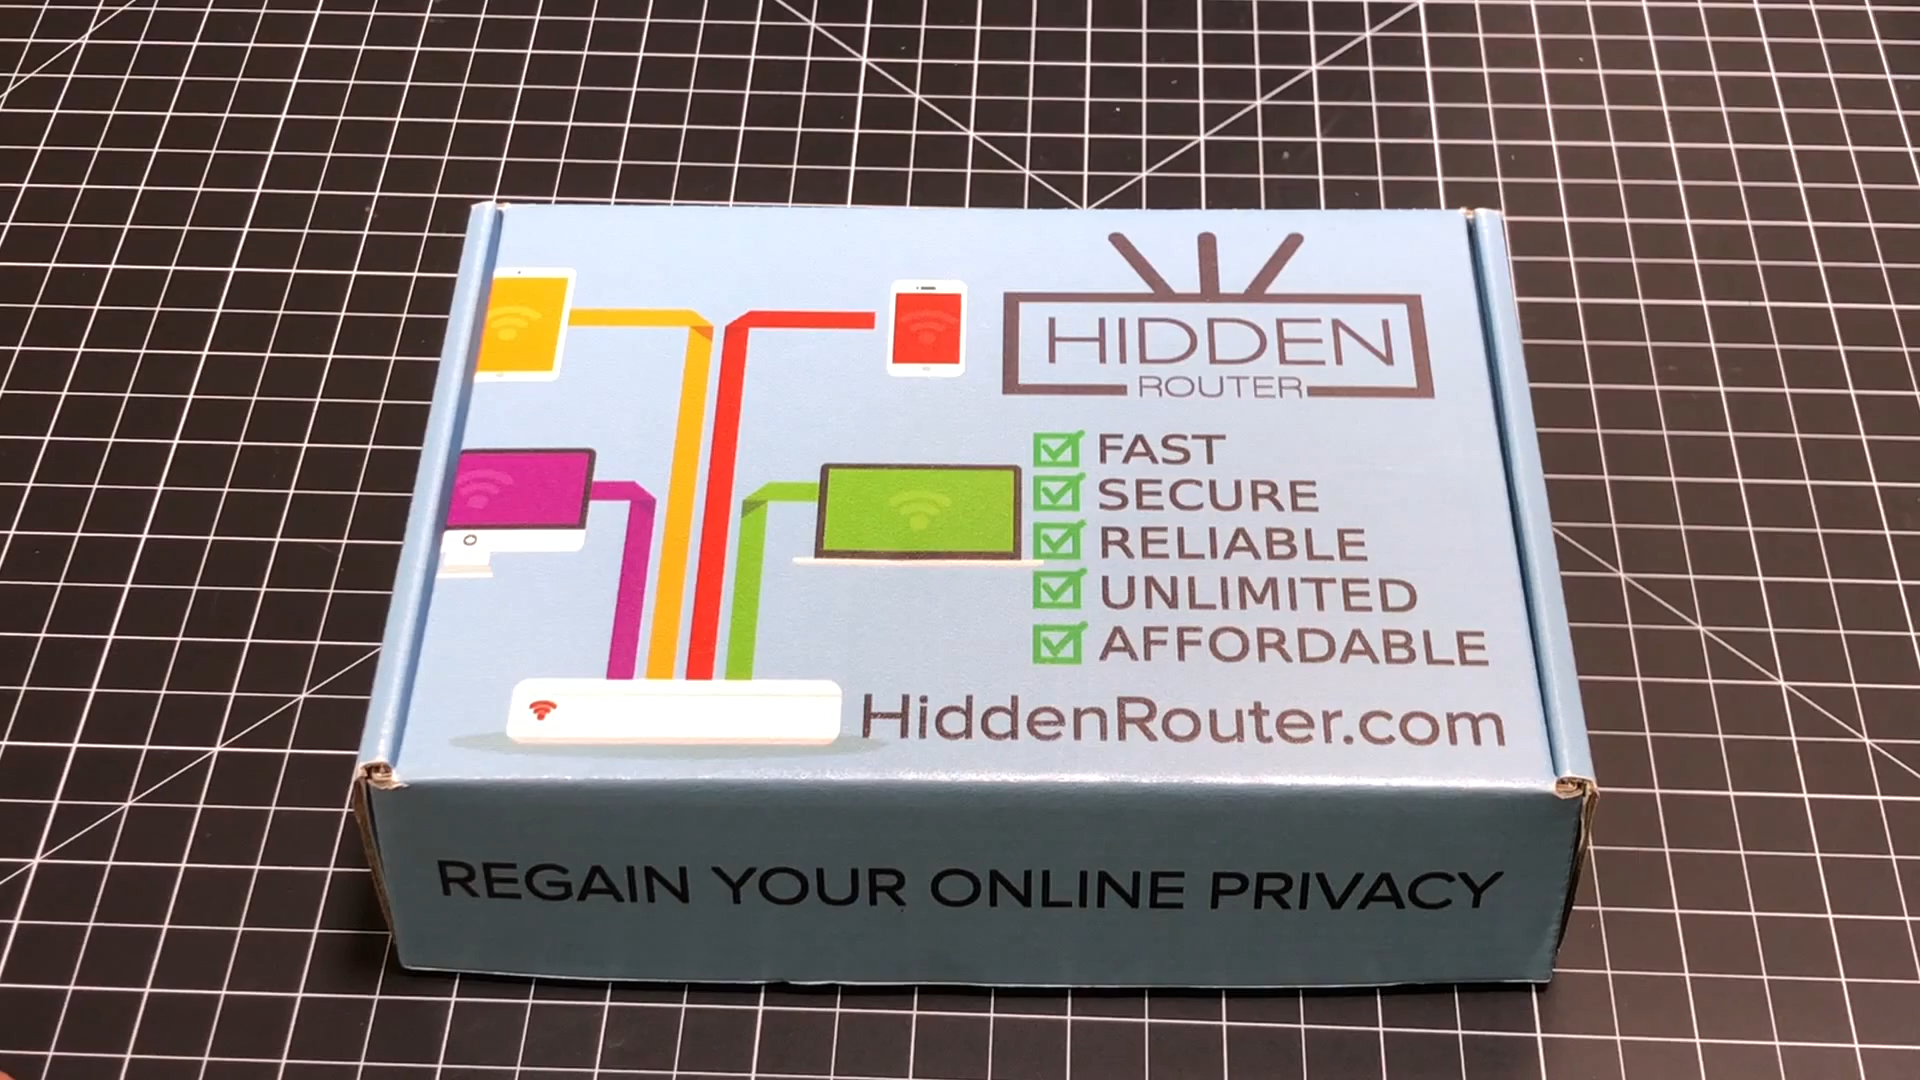 HIDDEN
ROUTER
FAST
SECURE
RELIABLE
UNLIMITED
AFFORDABLE
HiddenRouter.com
REGAIN YOUR ONLINE PRIVACY